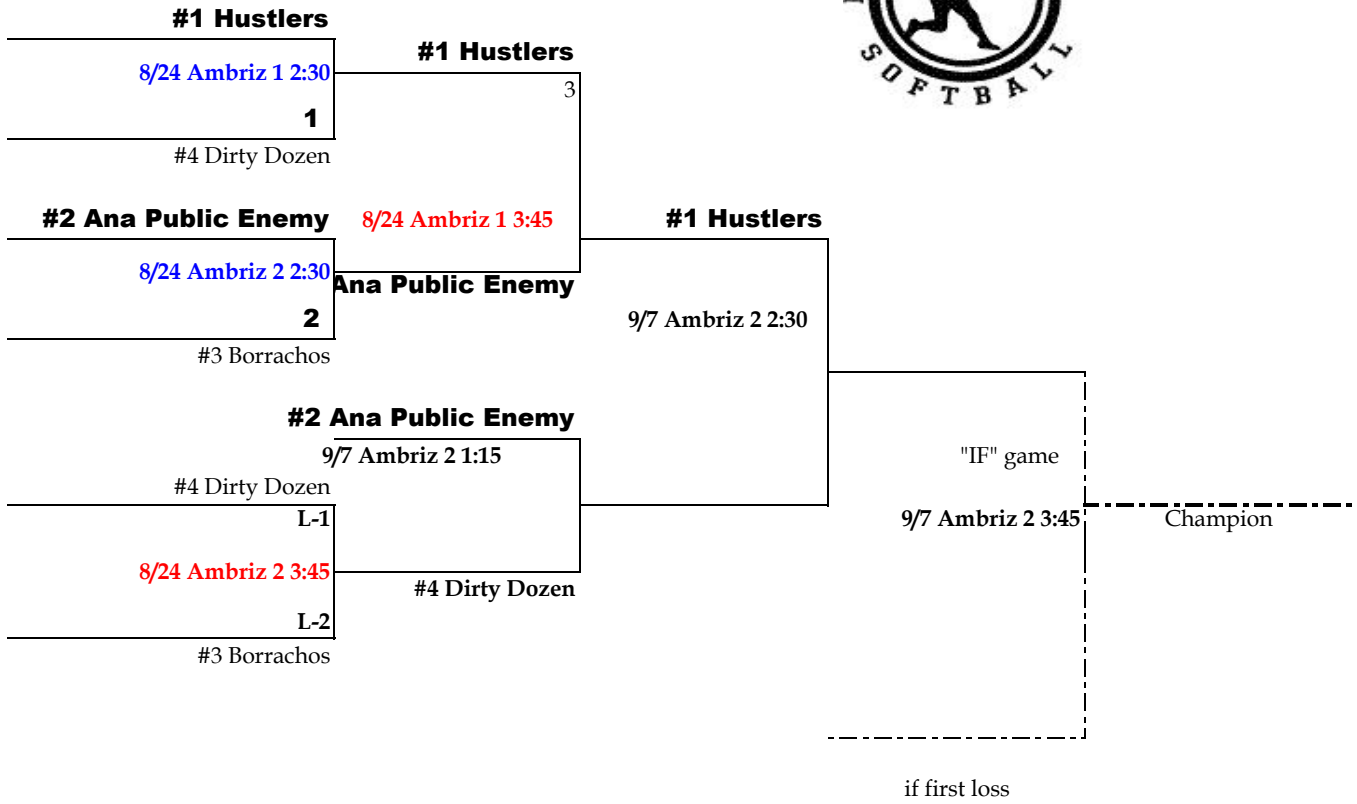 #1 Hustlers
#1 Hustlers
8/24 Ambriz 1 2:30
3
1
#4 Dirty Dozen
SOFTBALL
#2 Ana Public Enemy
8/24 Ambriz 1 3:45
#1 Hustlers
8/24 Ambriz 2 2:30
Ana Public Enemy
2
9/7 Ambriz 2 2:30
#3 Borrachos
#2 Ana Public Enemy
9/7 Ambriz 2 1:15
"IF" game
#4 Dirty Dozen
L-1
9/7 Ambriz 2 3:45
Champion
8/24 Ambriz 2 3:45
#4 Dirty Dozen
L-2
#3 Borrachos
if first loss